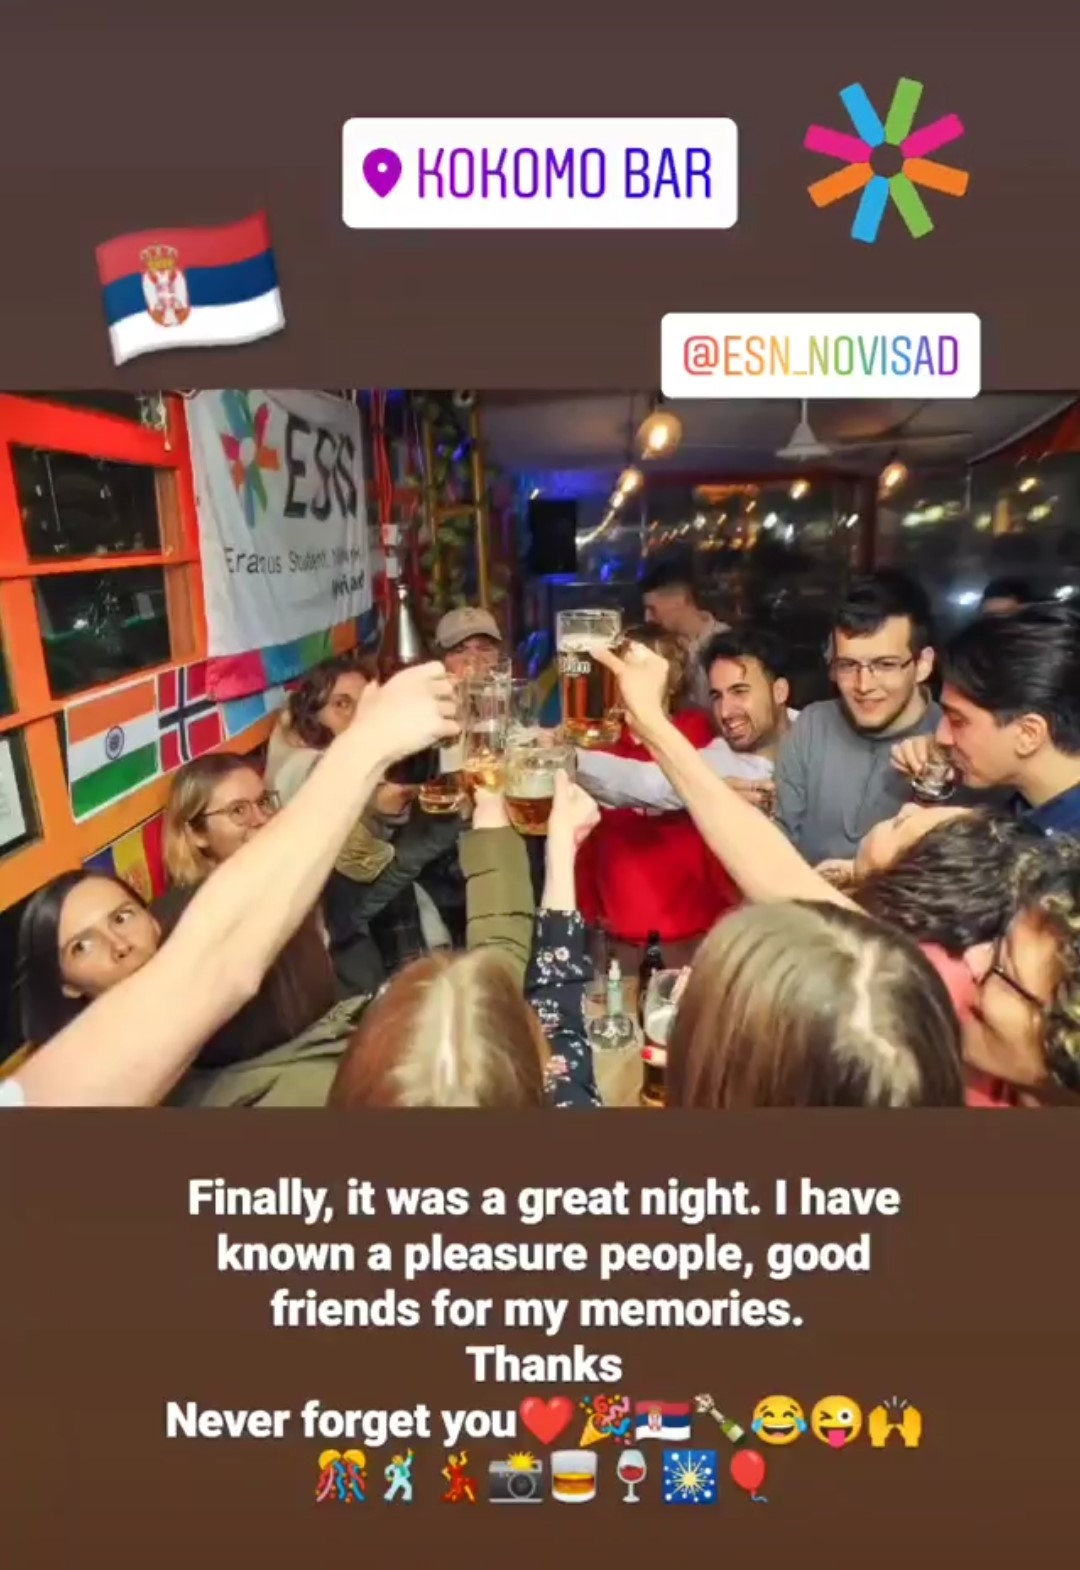 KOKOMO BAR
@ESN_NOVISAD
ESN
Erasmus Student
Finally, it was a great night. I have
known a pleasure people, good
friends for my memories.
Thanks
Never forget you❤️🎉🇷🇸🍾😂😜🙌
🎊🕺💃📸🥃🍷🎇🎈